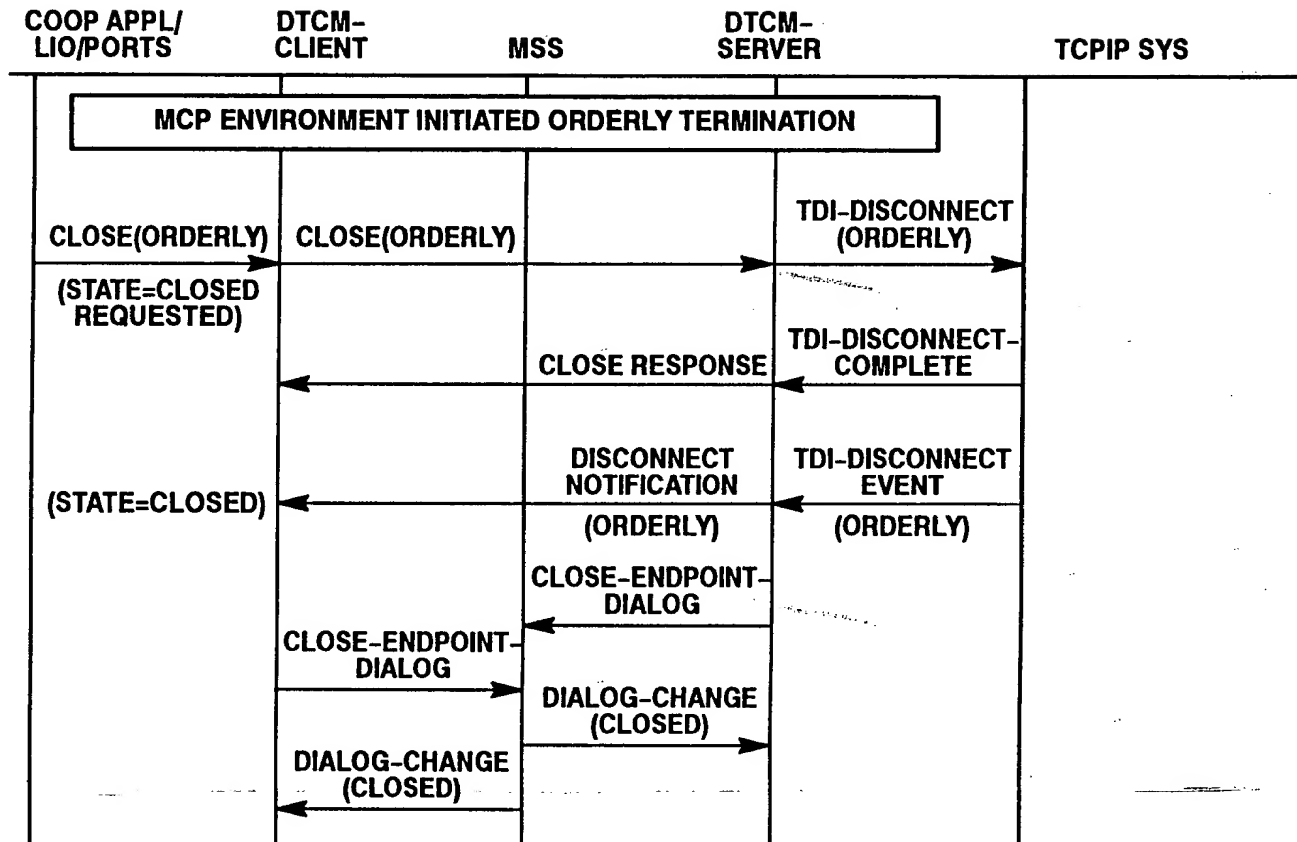 COOP APPL/
LIO/PORTS
DTCM-
CLIENT
MSS
DTCM-
SERVER
TCPIP SYS
MCP ENVIRONMENT INITIATED ORDERLY TERMINATION
CLOSE(ORDERLY)
(STATE=CLOSED
REQUESTED)
CLOSE(ORDERLY)
TDI-DISCONNECT
(ORDERLY)
CLOSE RESPONSE
TDI-DISCONNECT-
COMPLETE
(STATE=CLOSED)
DISCONNECT
NOTIFICATION
(ORDERLY)
TDI-DISCONNECT
EVENT
(ORDERLY)
CLOSE-ENDPOINT-
DIALOG
CLOSE-ENDPOINT-
DIALOG
DIALOG-CHANGE
(CLOSED)
DIALOG-CHANGE
(CLOSED)